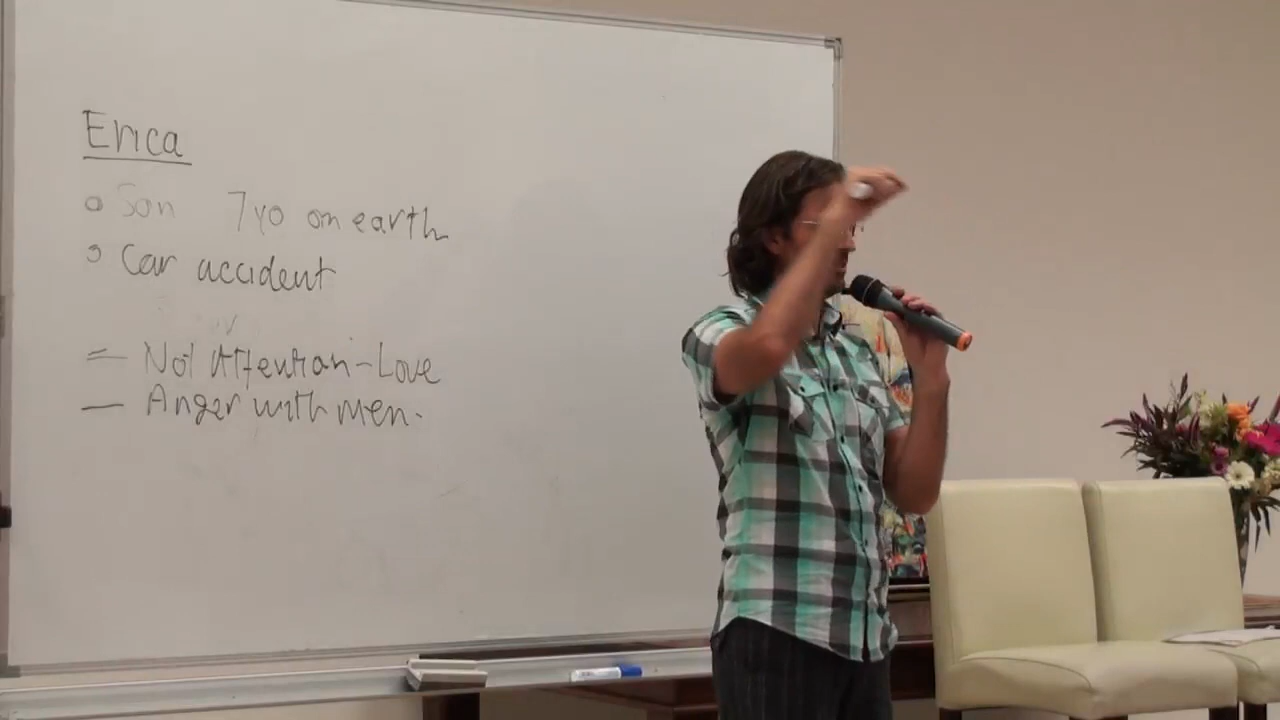 Erica
o Son 7yo on earth
o Car accident
= Not Attention - Love
- Anger with men.